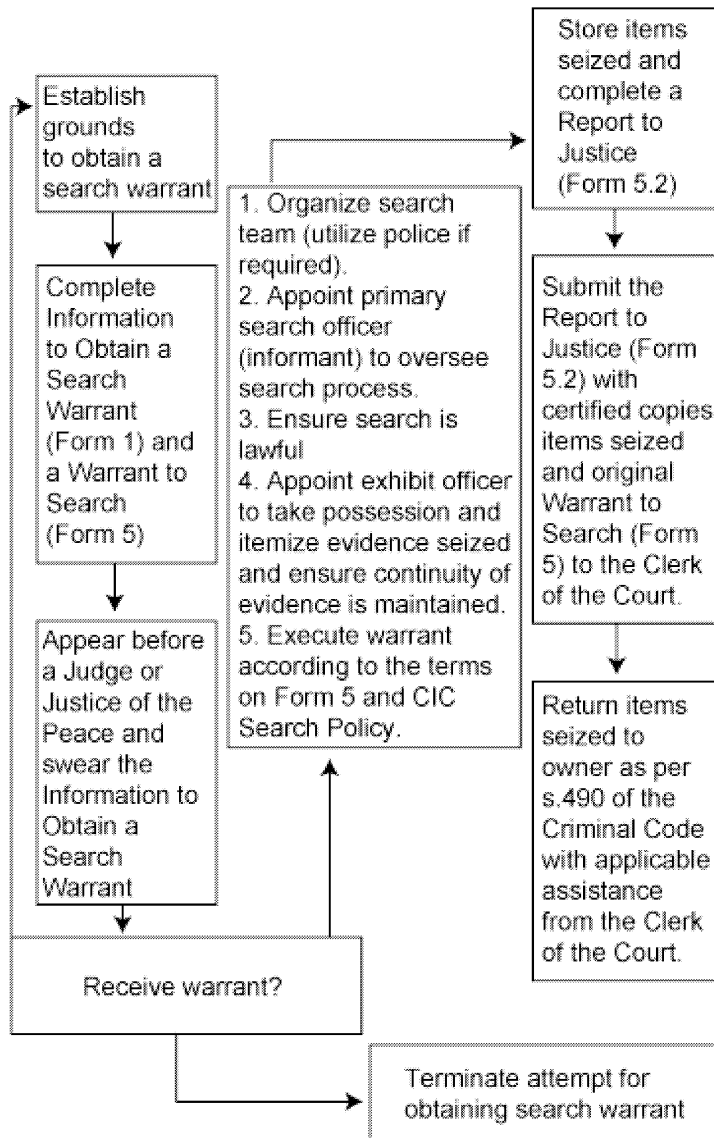 Establish
grounds
to obtain a
search warrant
Complete
Information
to Obtain a
Search
Warrant
(Form 1) and
a Warrant to
Search
(Form 5)
Appear before
a Judge or
Justice of the
Peace and
swear the
Information to
Obtain a
Search
Warrant
Receive warrant?
Terminate attempt for
obtaining search warrant
1. Organize search
team (utilize police if
required).
2. Appoint primary
search officer
(informant) to oversee
search process.
3. Ensure search is
lawful
4. Appoint exhibit officer
to take possession and
itemize evidence seized
and ensure continuity of
evidence is maintained.
5. Execute warrant
according to the terms
on Form 5 and CIC
Search Policy.
Store items
seized and
complete a
Report to
Justice
(Form 5.2)
Submit the
Report to
Justice (Form
5.2) with
certified copies
items seized
and original
Warrant to
Search (Form
5) to the Clerk
of the Court.
Return items
seized to
owner as per
s.490 of the
Criminal Code
with applicable
assistance
from the Clerk
of the Court.